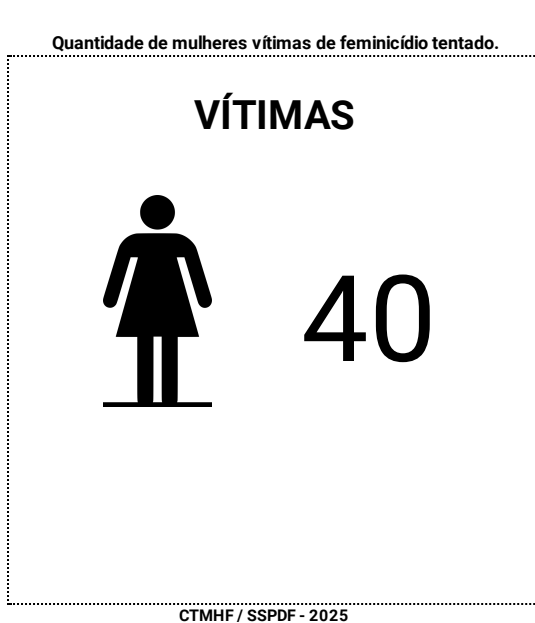 Quantidade de mulheres vítimas de feminicídio tentado.
VÍTIMAS
40
CTMHF / SSPDF - 2025